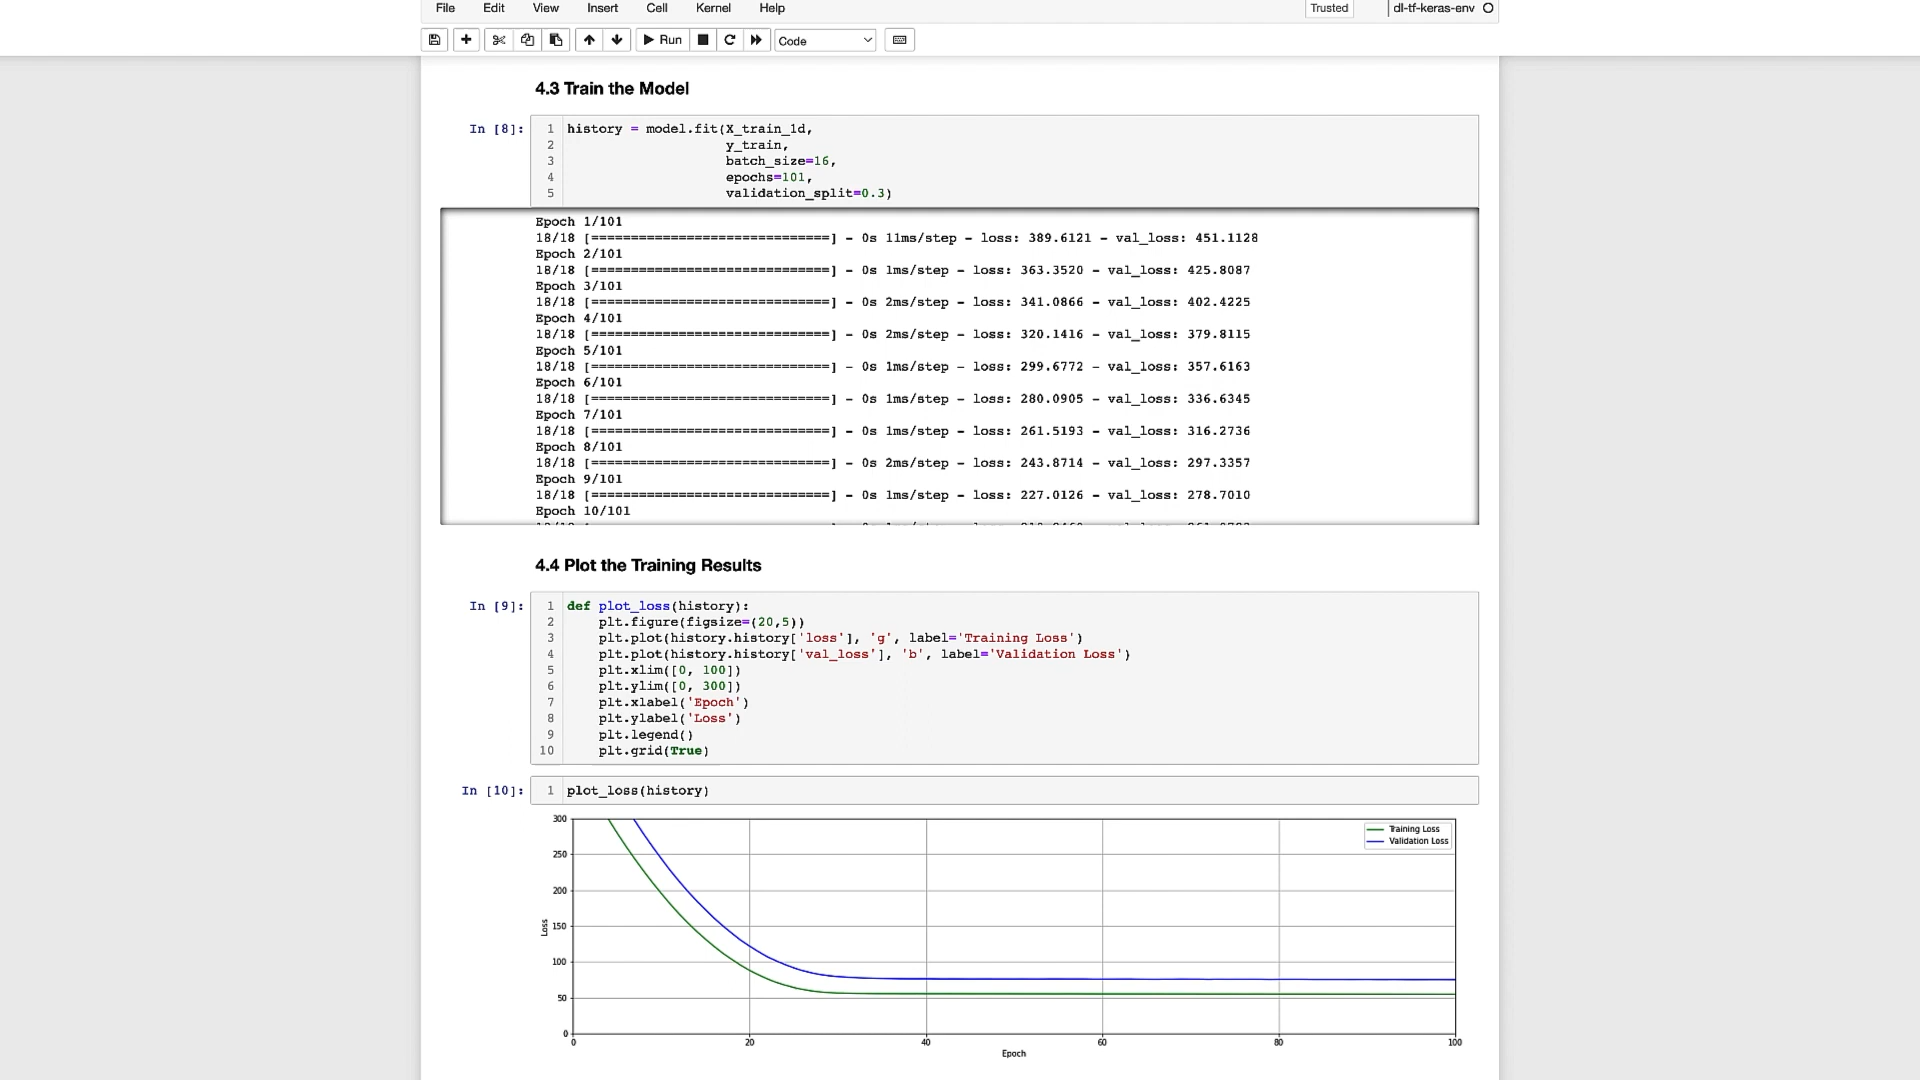 File Edit View Insert Cell Kernel Help Trusted dl-tf-keras-env
Run Code
4.3 Train the Model
In [8]: 1 history = model.fit(X_train_1d,
2 y_train,
3 batch_size=16,
4 epochs=101,
5 validation_split=0.3)
Epoch 1/101
18/18 [==============================] - 0s 11ms/step - loss: 389.6121 - val_loss: 451.1128
Epoch 2/101
18/18 [==============================] - 0s 1ms/step - loss: 363.3520 - val_loss: 425.8087
Epoch 3/101
18/18 [==============================] - 0s 2ms/step - loss: 341.0866 - val_loss: 402.4225
Epoch 4/101
18/18 [==============================] - 0s 2ms/step - loss: 320.1416 - val_loss: 379.8115
Epoch 5/101
18/18 [==============================] - 0s 1ms/step - loss: 299.6772 - val_loss: 357.6163
Epoch 6/101
18/18 [==============================] - 0s 1ms/step - loss: 280.0905 - val_loss: 336.6345
Epoch 7/101
18/18 [==============================] - 0s 1ms/step - loss: 261.5193 - val_loss: 316.2736
Epoch 8/101
18/18 [==============================] - 0s 2ms/step - loss: 243.8714 - val_loss: 297.3357
Epoch 9/101
18/18 [==============================] - 0s 1ms/step - loss: 227.0126 - val_loss: 278.7010
Epoch 10/101
4.4 Plot the Training Results
In [9]: 1 def plot_loss(history):
2 plt.figure(figsize=(20,5))
3 plt.plot(history.history['loss'], 'g', label='Training Loss')
4 plt.plot(history.history['val_loss'], 'b', label='Validation Loss')
5 plt.xlim([0, 100])
6 plt.ylim([0, 300])
7 plt.xlabel('Epoch')
8 plt.ylabel('Loss')
9 plt.legend()
10 plt.grid(True)
In [10]: 1 plot_loss(history)
300
Training Loss
Validation Loss
250
200
150
Loss
100
50
0
0 20 40 60 80 100
Epoch